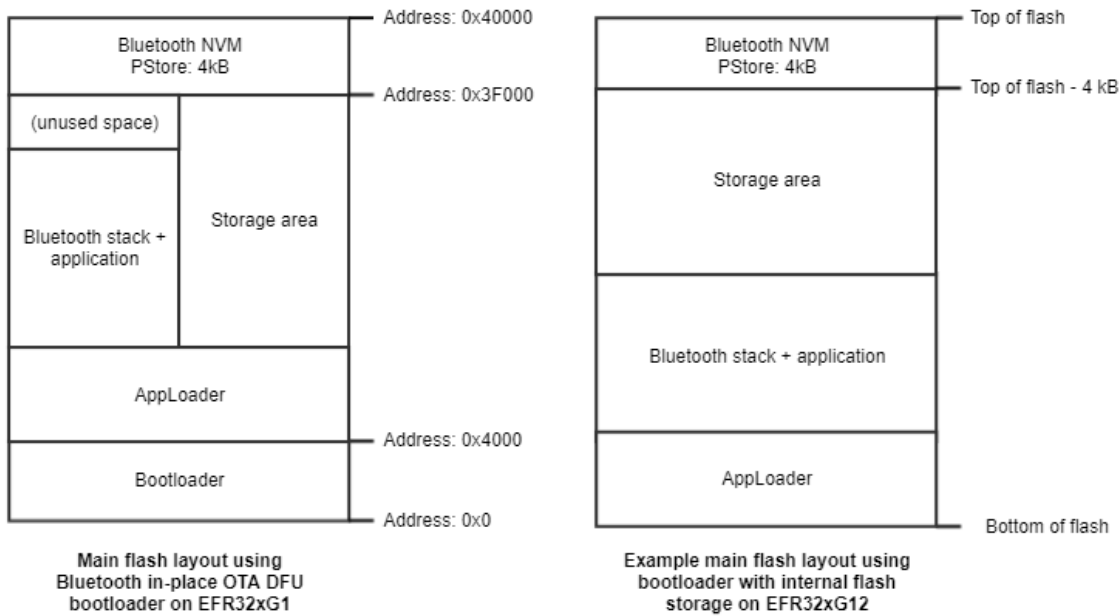 Address: 0x40000
Bluetooth NVM
PStore: 4kB
Address: 0x3F000
(unused space)
Storage area
Bluetooth stack +
application
AppLoader
Address: 0x4000
Bootloader
Address: 0x0
Main flash layout using
Bluetooth in-place OTA DFU
bootloader on EFR32xG1
Top of flash
Bluetooth NVM
PStore: 4kB
Top of flash - 4 kB
Storage area
Bluetooth stack + application
AppLoader
Bottom of flash
Example main flash layout using
bootloader with internal flash
storage on EFR32xG12